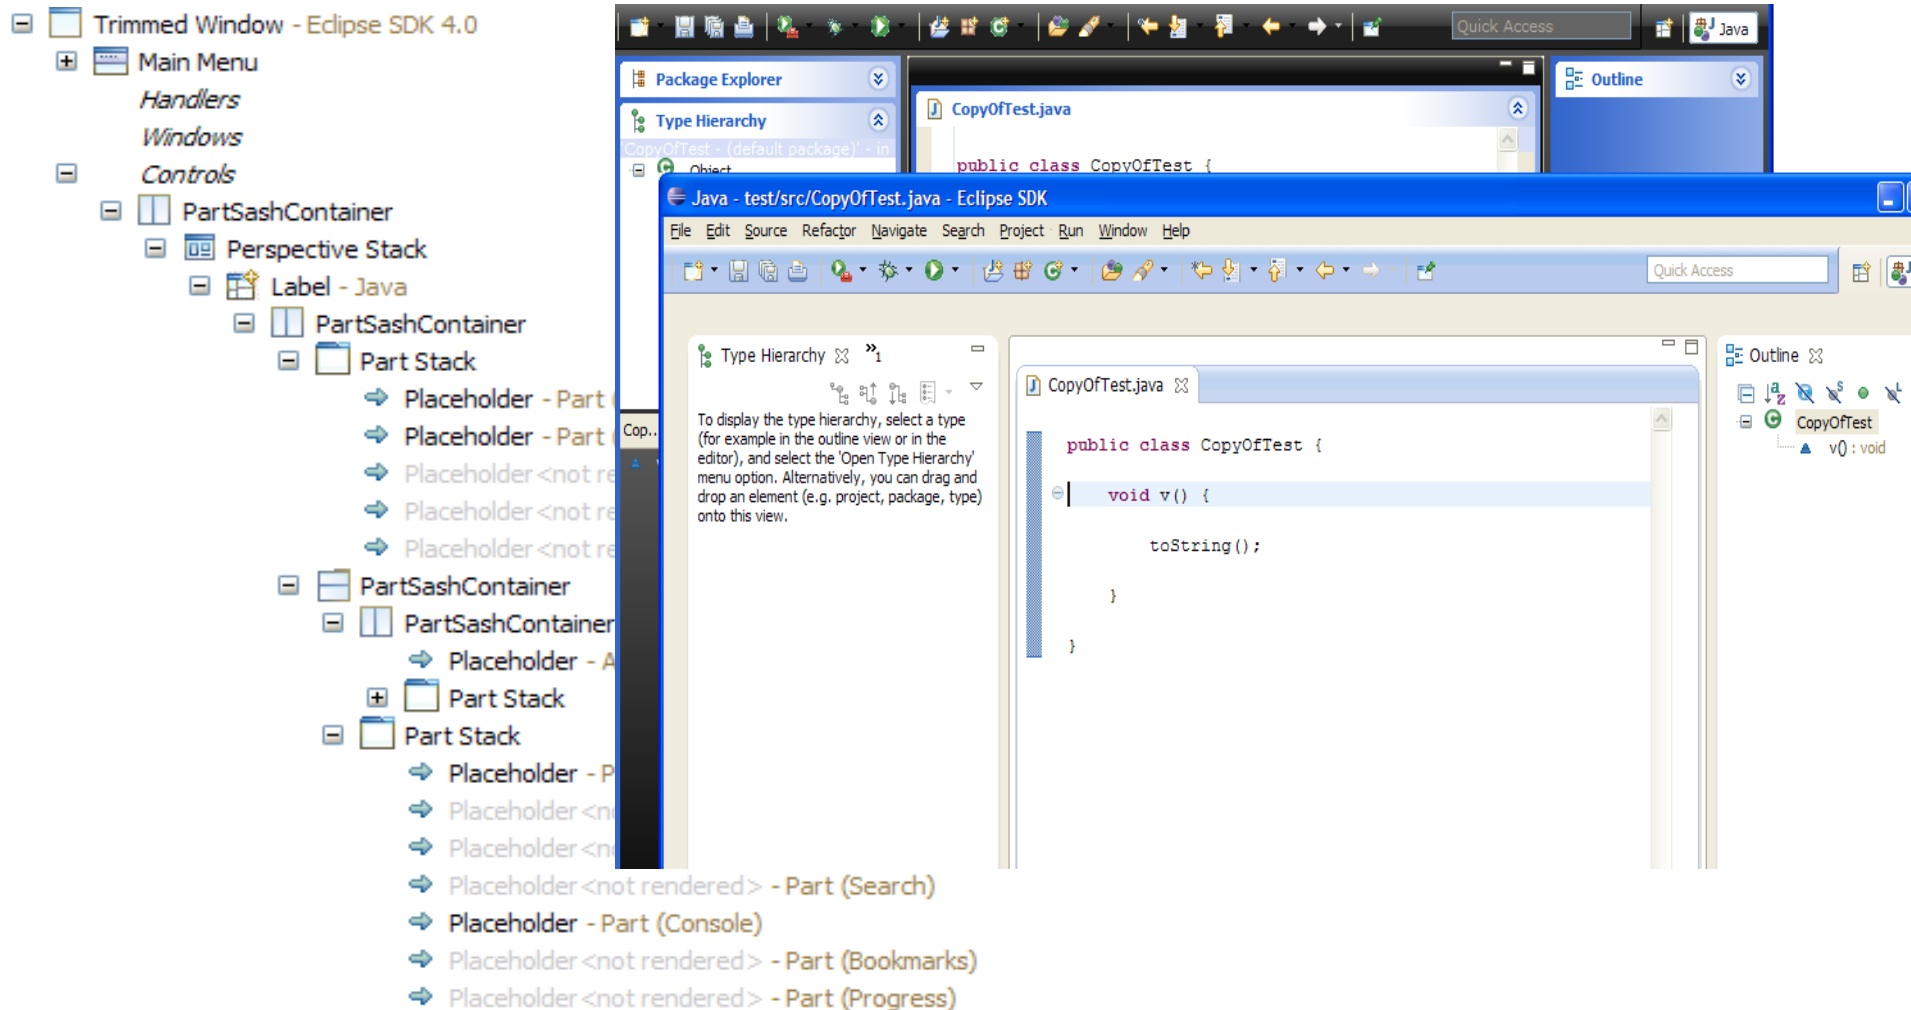 Trimmed Window - Eclipse SDK 4.0
Main Menu
Handlers
Windows
Controls
PartSashContainer
Perspective Stack
Label - Java
PartSashContainer
Part Stack
Placeholder - Part
Placeholder - Part
Placeholder <not re
Placeholder <not re
Placeholder <not re
PartSashContainer
PartSashContainer
Placeholder - A
Part Stack
Part Stack
Placeholder - P
Placeholder <n
Placeholder <n
Placeholder <not rendered> - Part (Search)
Placeholder - Part (Console)
Placeholder <not rendered> - Part (Bookmarks)
Placeholder <not rendered> - Part (Progress)
Quick Access
Java
Package Explorer
Type Hierarchy
'CopyOfTest - (default package)' - in
Object
Cop..
CopyOfTest.java
public class CopyOfTest {
Outline
Java - test/src/CopyOfTest.java - Eclipse SDK
File Edit Source Refactor Navigate Search Project Run Window Help
Quick Access
Type Hierarchy
»1
To display the type hierarchy, select a type
(for example in the outline view or in the
editor), and select the 'Open Type Hierarchy'
menu option. Alternatively, you can drag and
drop an element (e.g. project, package, type)
onto this view.
CopyOfTest.java
public class CopyOfTest {
void v() {
toString();
}
}
Outline
CopyOfTest
v() : void